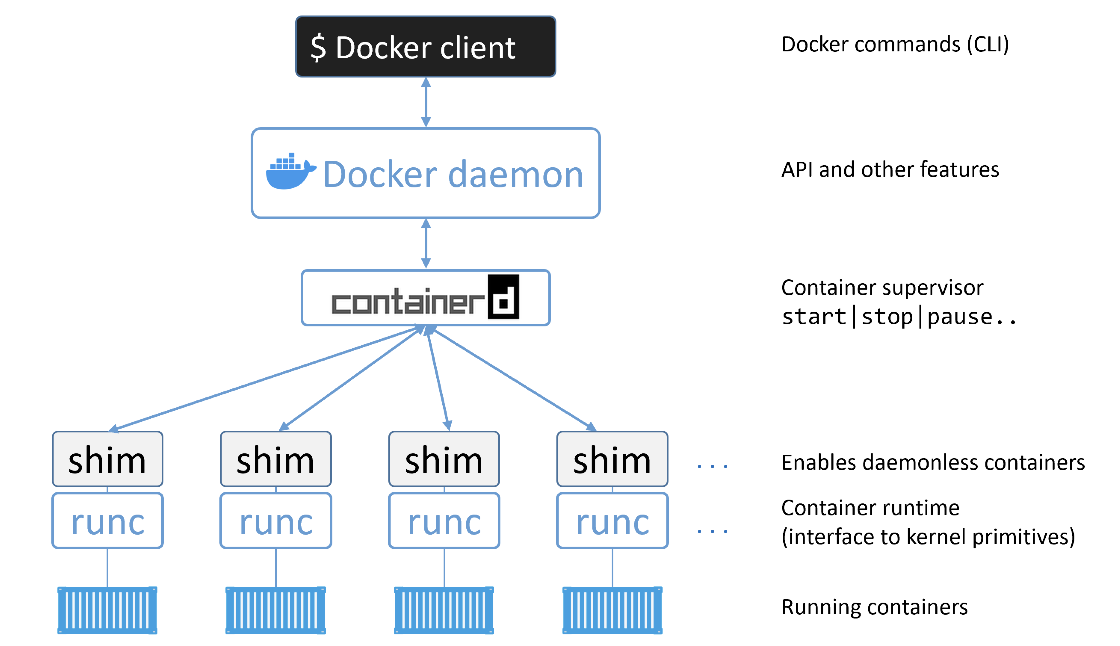 $ Docker client
Docker commands (CLI)
Docker daemon
API and other features
containerd
Container supervisor
start|stop|pause..
shim shim shim shim ...
Enables daemonless containers
runc runc runc runc ...
Container runtime
(interface to kernel primitives)
Running containers